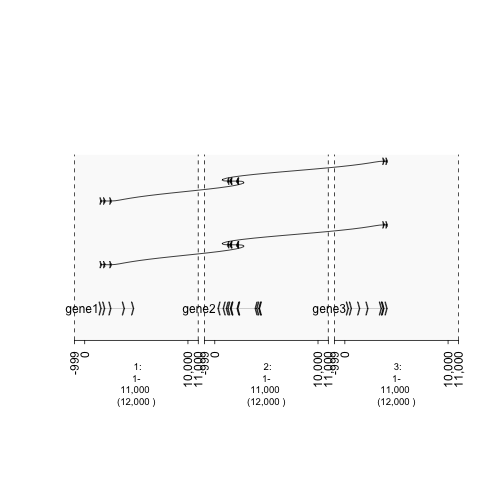 gene1 gene2 gene3
-999 0 10,000 11,000 -999 0 10,000 11,000 -999 0 10,000 11,000
1: 2: 3:
1- 1- 1-
11,000 11,000 11,000
(12,000 ) (12,000 ) (12,000 )